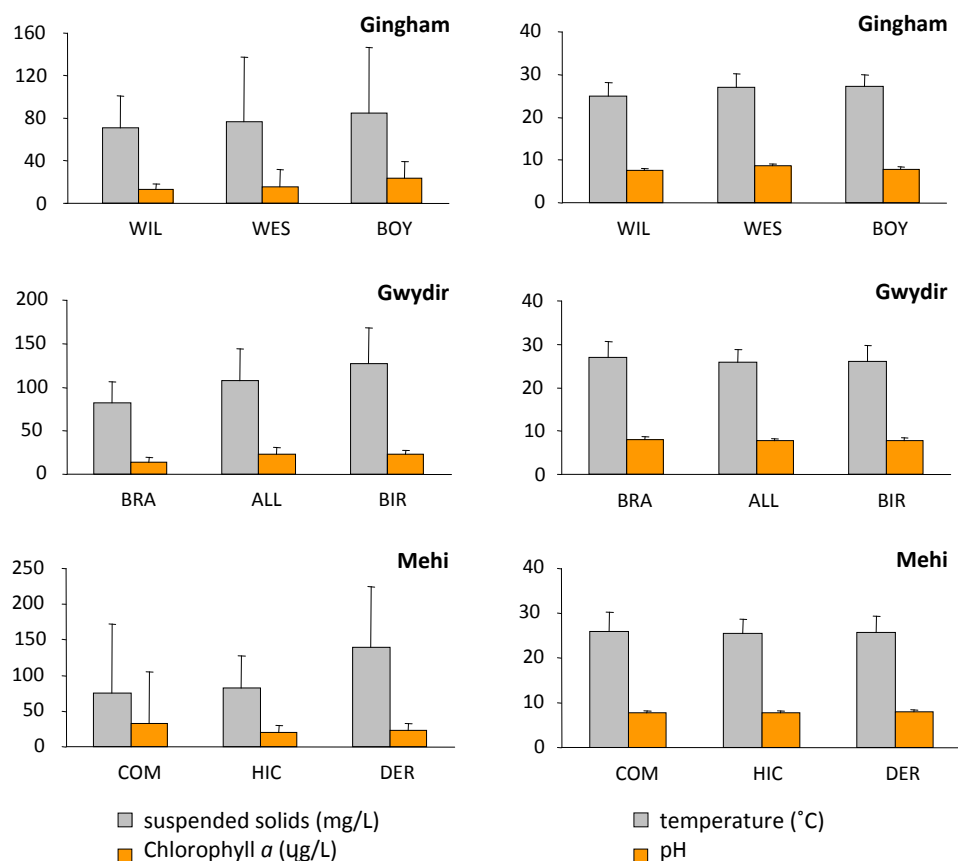 Gingham
160
120
80
40
0
WIL WES BOY
Gingham
40
30
20
10
0
WIL WES BOY
Gwydir
200
150
100
50
0
BRA ALL BIR
Gwydir
40
30
20
10
0
BRA ALL BIR
Mehi
250
200
150
100
50
0
COM HIC DER
Mehi
40
30
20
10
0
COM HIC DER
suspended solids (mg/L)
Chlorophyll a (ɥg/L)
temperature (˚C)
pH